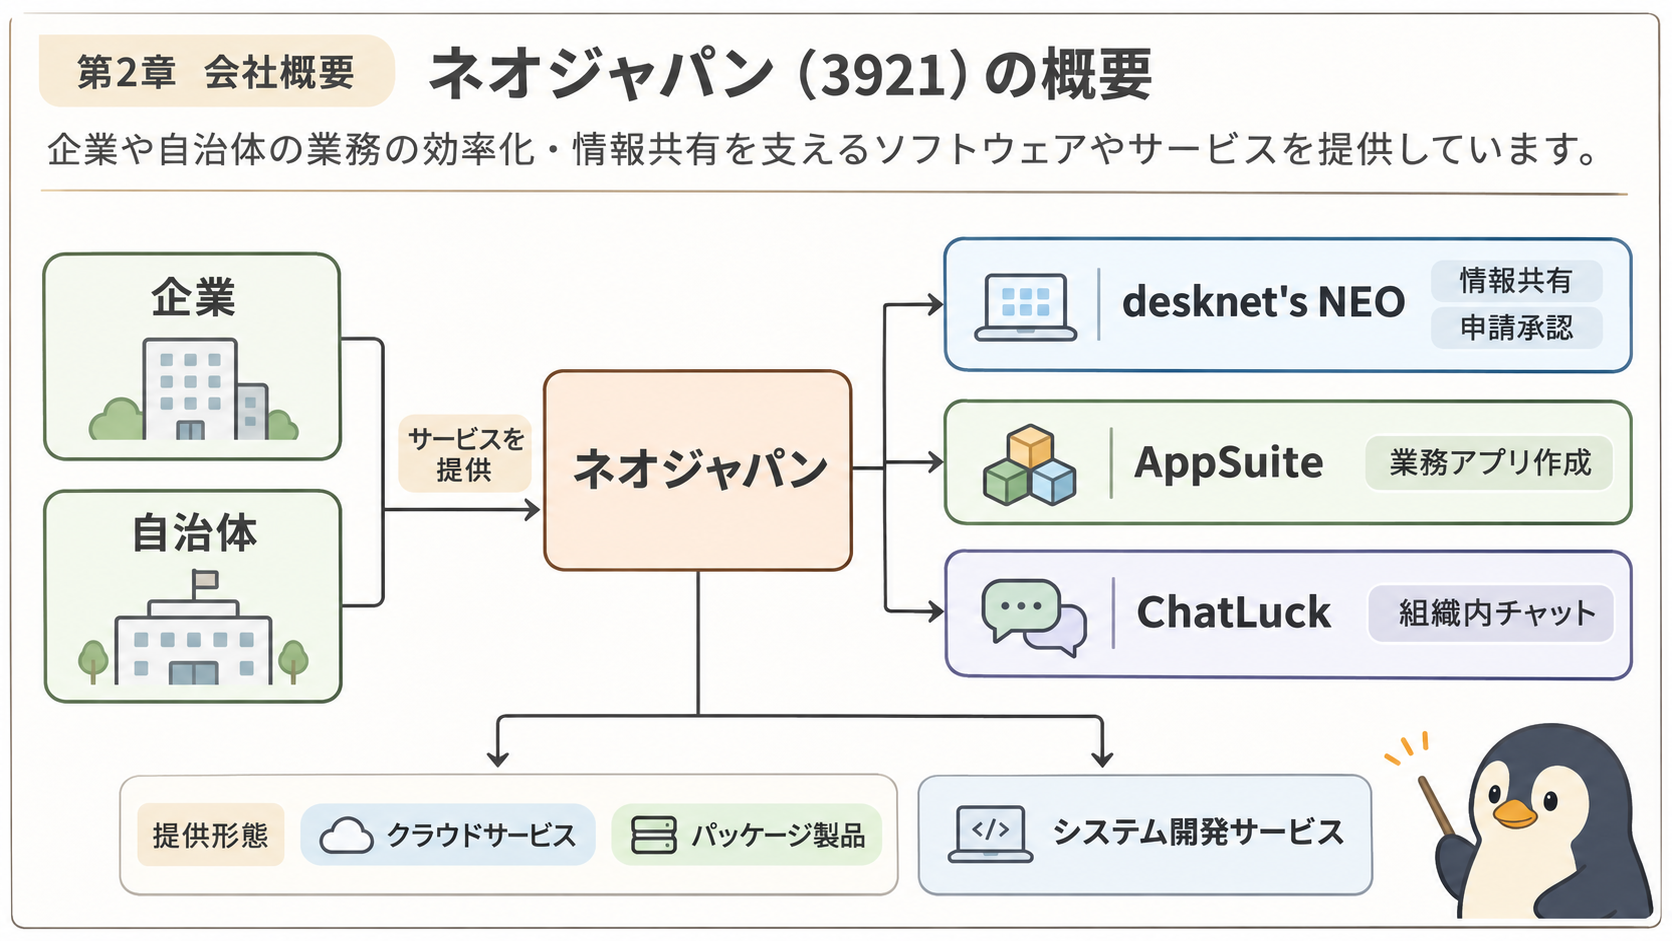 第2章 会社概要
ネオジャパン（3921）の概要
企業や自治体の業務の効率化・情報共有を支えるソフトウェアやサービスを提供しています。
企業
自治体
サービスを
提供
ネオジャパン
desknet's NEO
情報共有
申請承認
AppSuite
業務アプリ作成
ChatLuck
組織内チャット
提供形態
クラウドサービス
パッケージ製品
</>
システム開発サービス